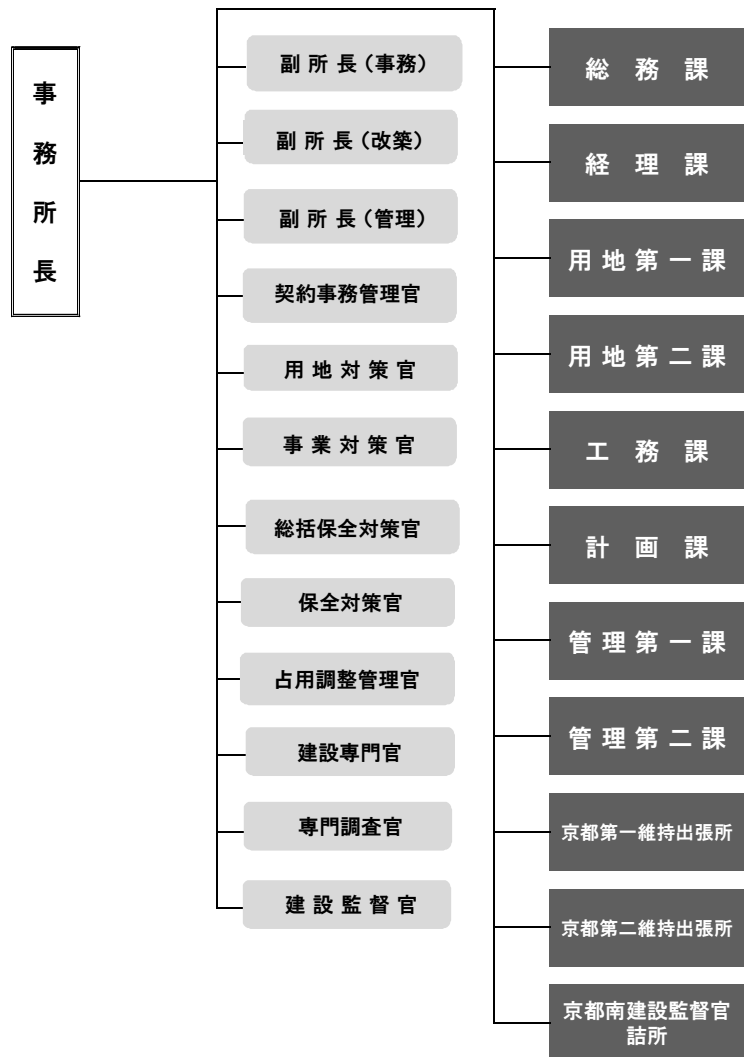 事務所長
副所長（事務）
副所長（改築）
副所長（管理）
契約事務管理官
用地対策官
事業対策官
総括保全対策官
保全対策官
占用調整管理官
建設専門官
専門調査官
建設監督官
総務課
経理課
用地第一課
用地第二課
工務課
計画課
管理第一課
管理第二課
京都第一維持出張所
京都第二維持出張所
京都南建設監督官
詰所